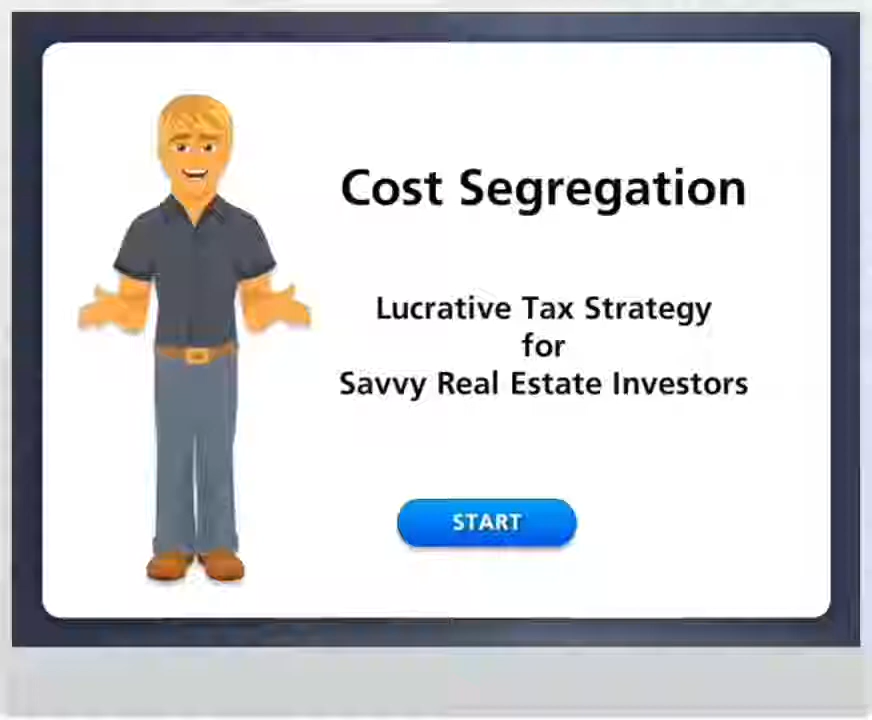 Cost Segregation
Lucrative Tax Strategy
for
Savvy Real Estate Investors
START